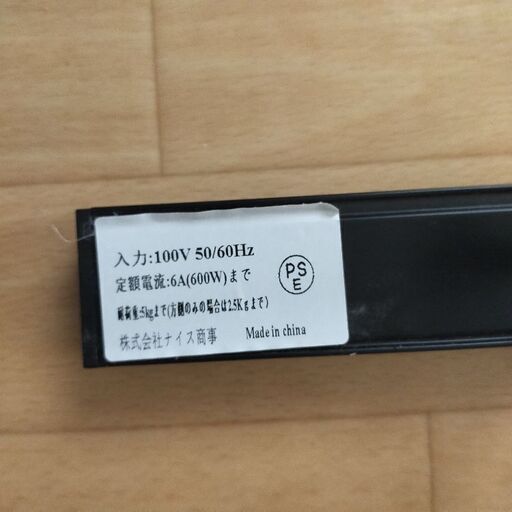 入力:100V 50/60Hz
定額電流:6A(600W)まで
耐荷重:5kgまで(方側のみの場合は2.5Kgまで)
株式会社ナイス商事 Made in china
PS
E